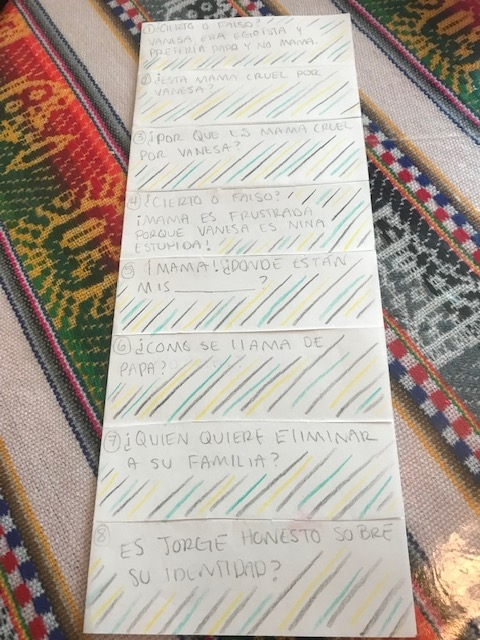 ① ¿CIERTO O FALSO?
VANESA ERA EGOISTA Y
PREFERIA PAPA Y NO MAMA.
② ¿ESTA MAMA CRUEL POR
VANESA?
③ ¿POR QUE ES MAMA CRUEL
POR VANESA?
④ ¿CIERTO O FALSO?
¡MAMA ES FRUSTRADA
PORQUE VANESA ES NINA
ESTUPIDA!
⑤ ¡MAMA! ¿DONDE ESTÁN
MIS __________?
⑥ ¿COMO SE LLAMA DE
PAPA?
⑦ ¿QUIEN QUIERE ELIMINAR
A SU FAMILIA?
⑧ ES JORGE HONESTO SOBRE
SU IDENTIDAD?